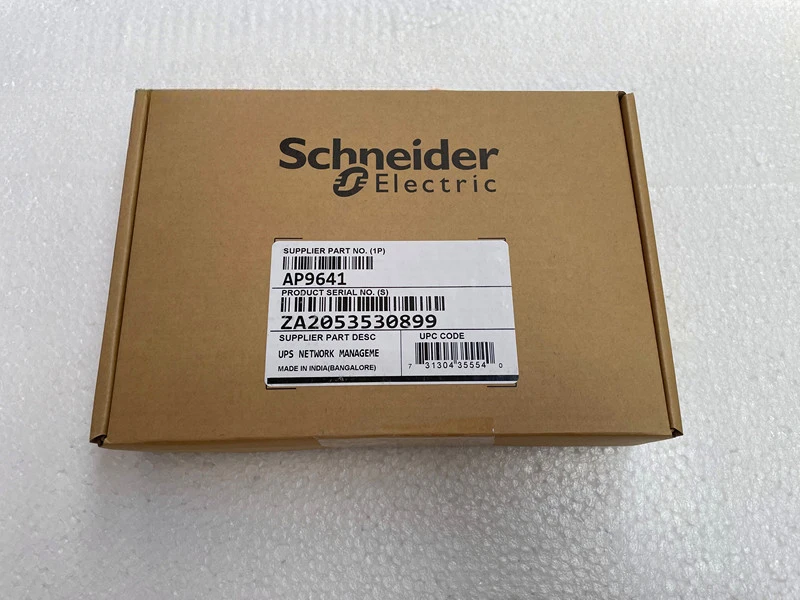 Schneider
Electric
SUPPLIER PART NO. (1P)
AP9641
PRODUCT SERIAL NO. (S)
ZA2053530899
SUPPLIER PART DESC
UPS NETWORK MANAGEME
MADE IN INDIA(BANGALORE)
UPC CODE
7 31304 35554 0